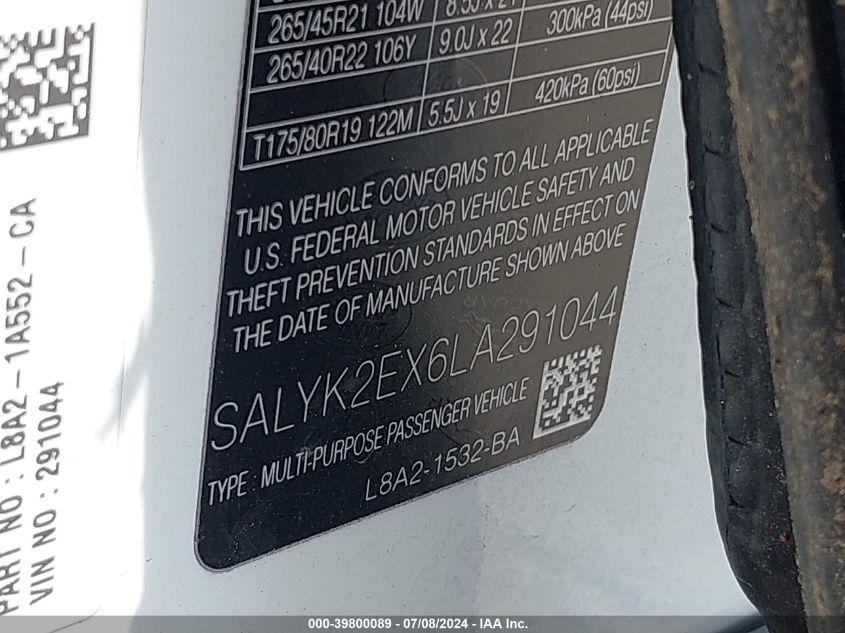 265/45R21 104W 8.5J x 21
265/40R22 106Y 9.0J x 22 300kPa (44psi)
T175/80R19 122M 5.5J x 19 420kPa (60psi)
THIS VEHICLE CONFORMS TO ALL APPLICABLE
U.S. FEDERAL MOTOR VEHICLE SAFETY AND
THEFT PREVENTION STANDARDS IN EFFECT ON
THE DATE OF MANUFACTURE SHOWN ABOVE
SALYK2EX6LA291044
TYPE : MULTI-PURPOSE PASSENGER VEHICLE
L8A2-1532-BA
PART NO : L8A2 - 1A552 - CA
VIN NO : 291044
000-39800089 - 07/08/2024 - IAA Inc.